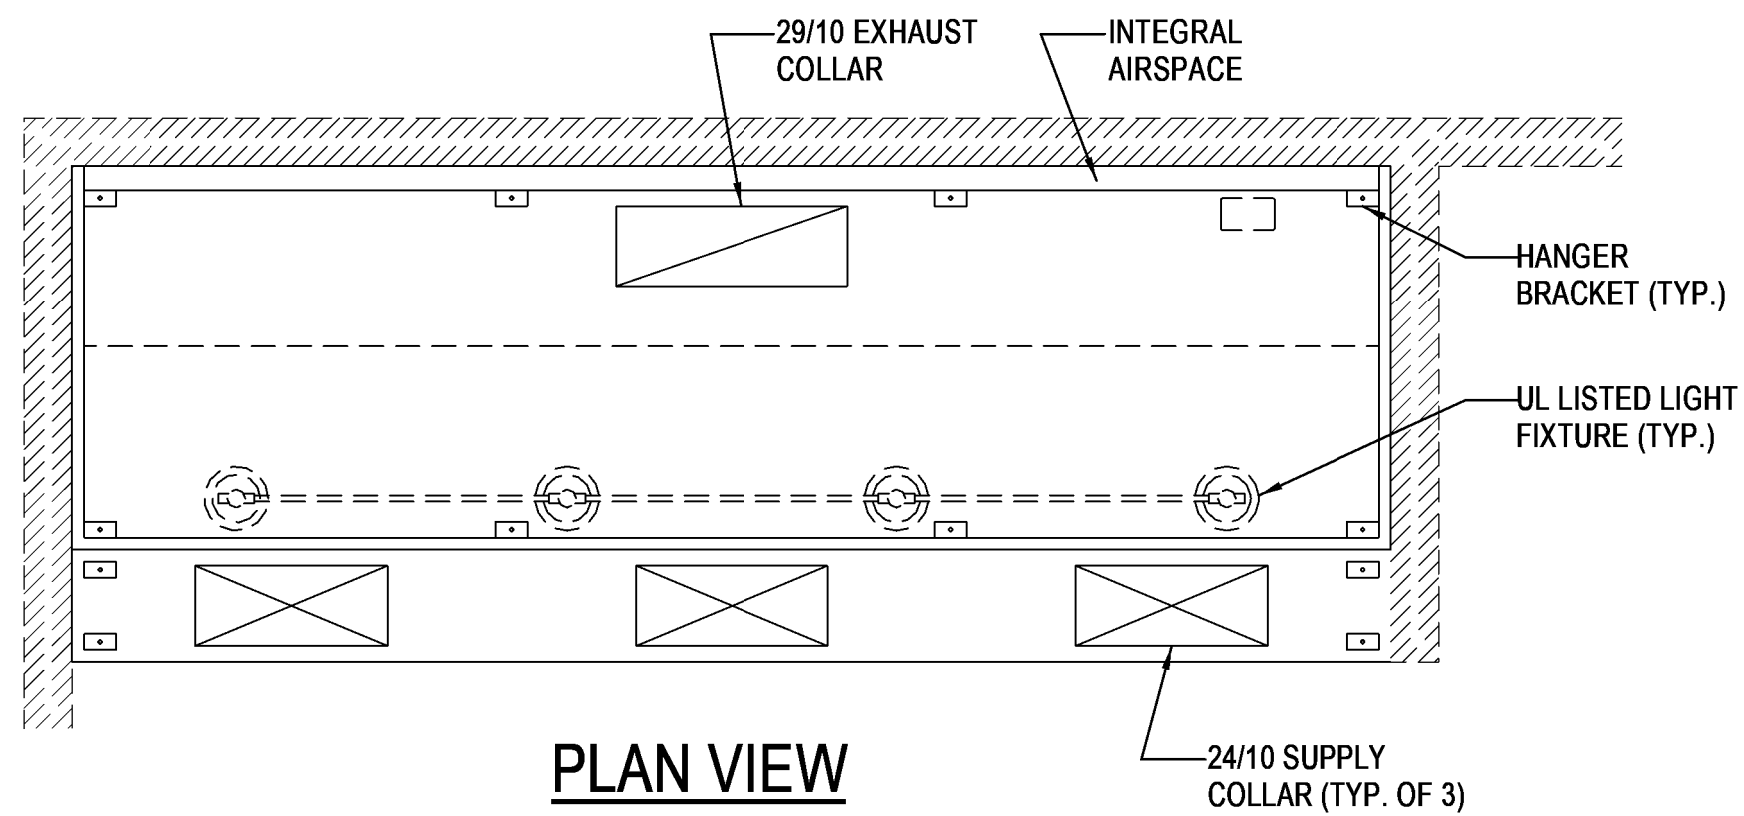 29/10 EXHAUST
COLLAR
INTEGRAL
AIRSPACE
HANGER
BRACKET (TYP.)
UL LISTED LIGHT
FIXTURE (TYP.)
PLAN VIEW
24/10 SUPPLY
COLLAR (TYP. OF 3)